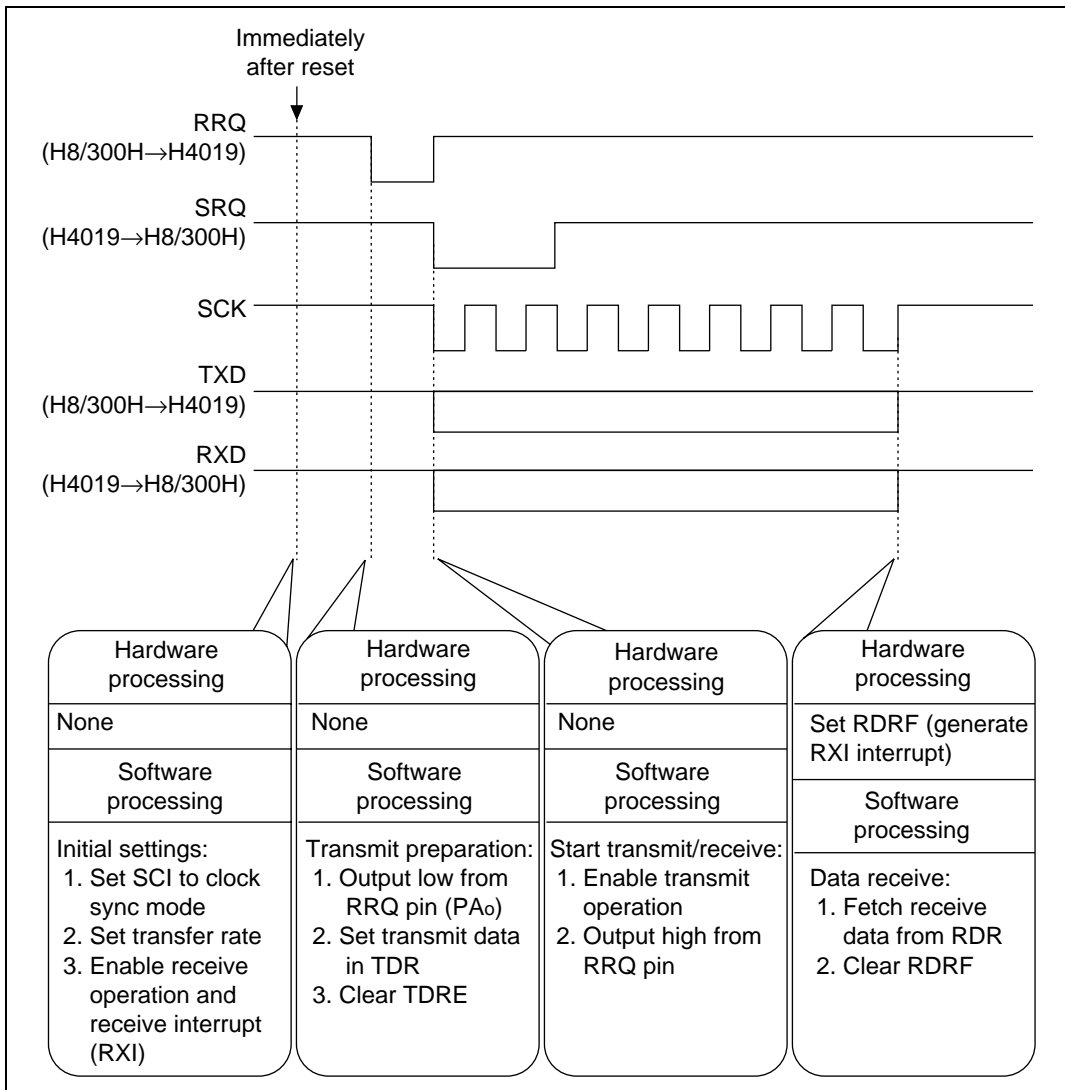 Immediately
after reset
RRQ
(H8/300H→H4019)
SRQ
(H4019→H8/300H)
SCK
TXD
(H8/300H→H4019)
RXD
(H4019→H8/300H)
Hardware
processing
None
Software
processing
Initial settings:
1. Set SCI to clock
sync mode
2. Set transfer rate
3. Enable receive
operation and
receive interrupt
(RXI)
Hardware
processing
None
Software
processing
Transmit preparation:
1. Output low from
RRQ pin (PA0)
2. Set transmit data
in TDR
3. Clear TDRE
Hardware
processing
None
Software
processing
Start transmit/receive:
1. Enable transmit
operation
2. Output high from
RRQ pin
Hardware
processing
Set RDRF (generate
RXI interrupt)
Software
processing
Data receive:
1. Fetch receive
data from RDR
2. Clear RDRF